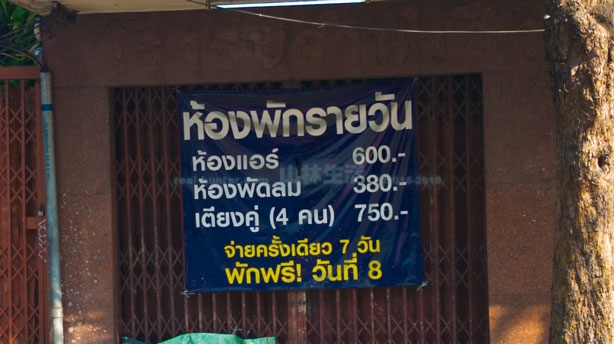 ห้องพักรายวัน
ห้องแอร์ 600.-
ห้องพัดลม 380.-
เตียงคู่ (4 คน) 750.-
จ่ายครั้งเดียว 7 วัน
พักฟรี! วันที่ 8